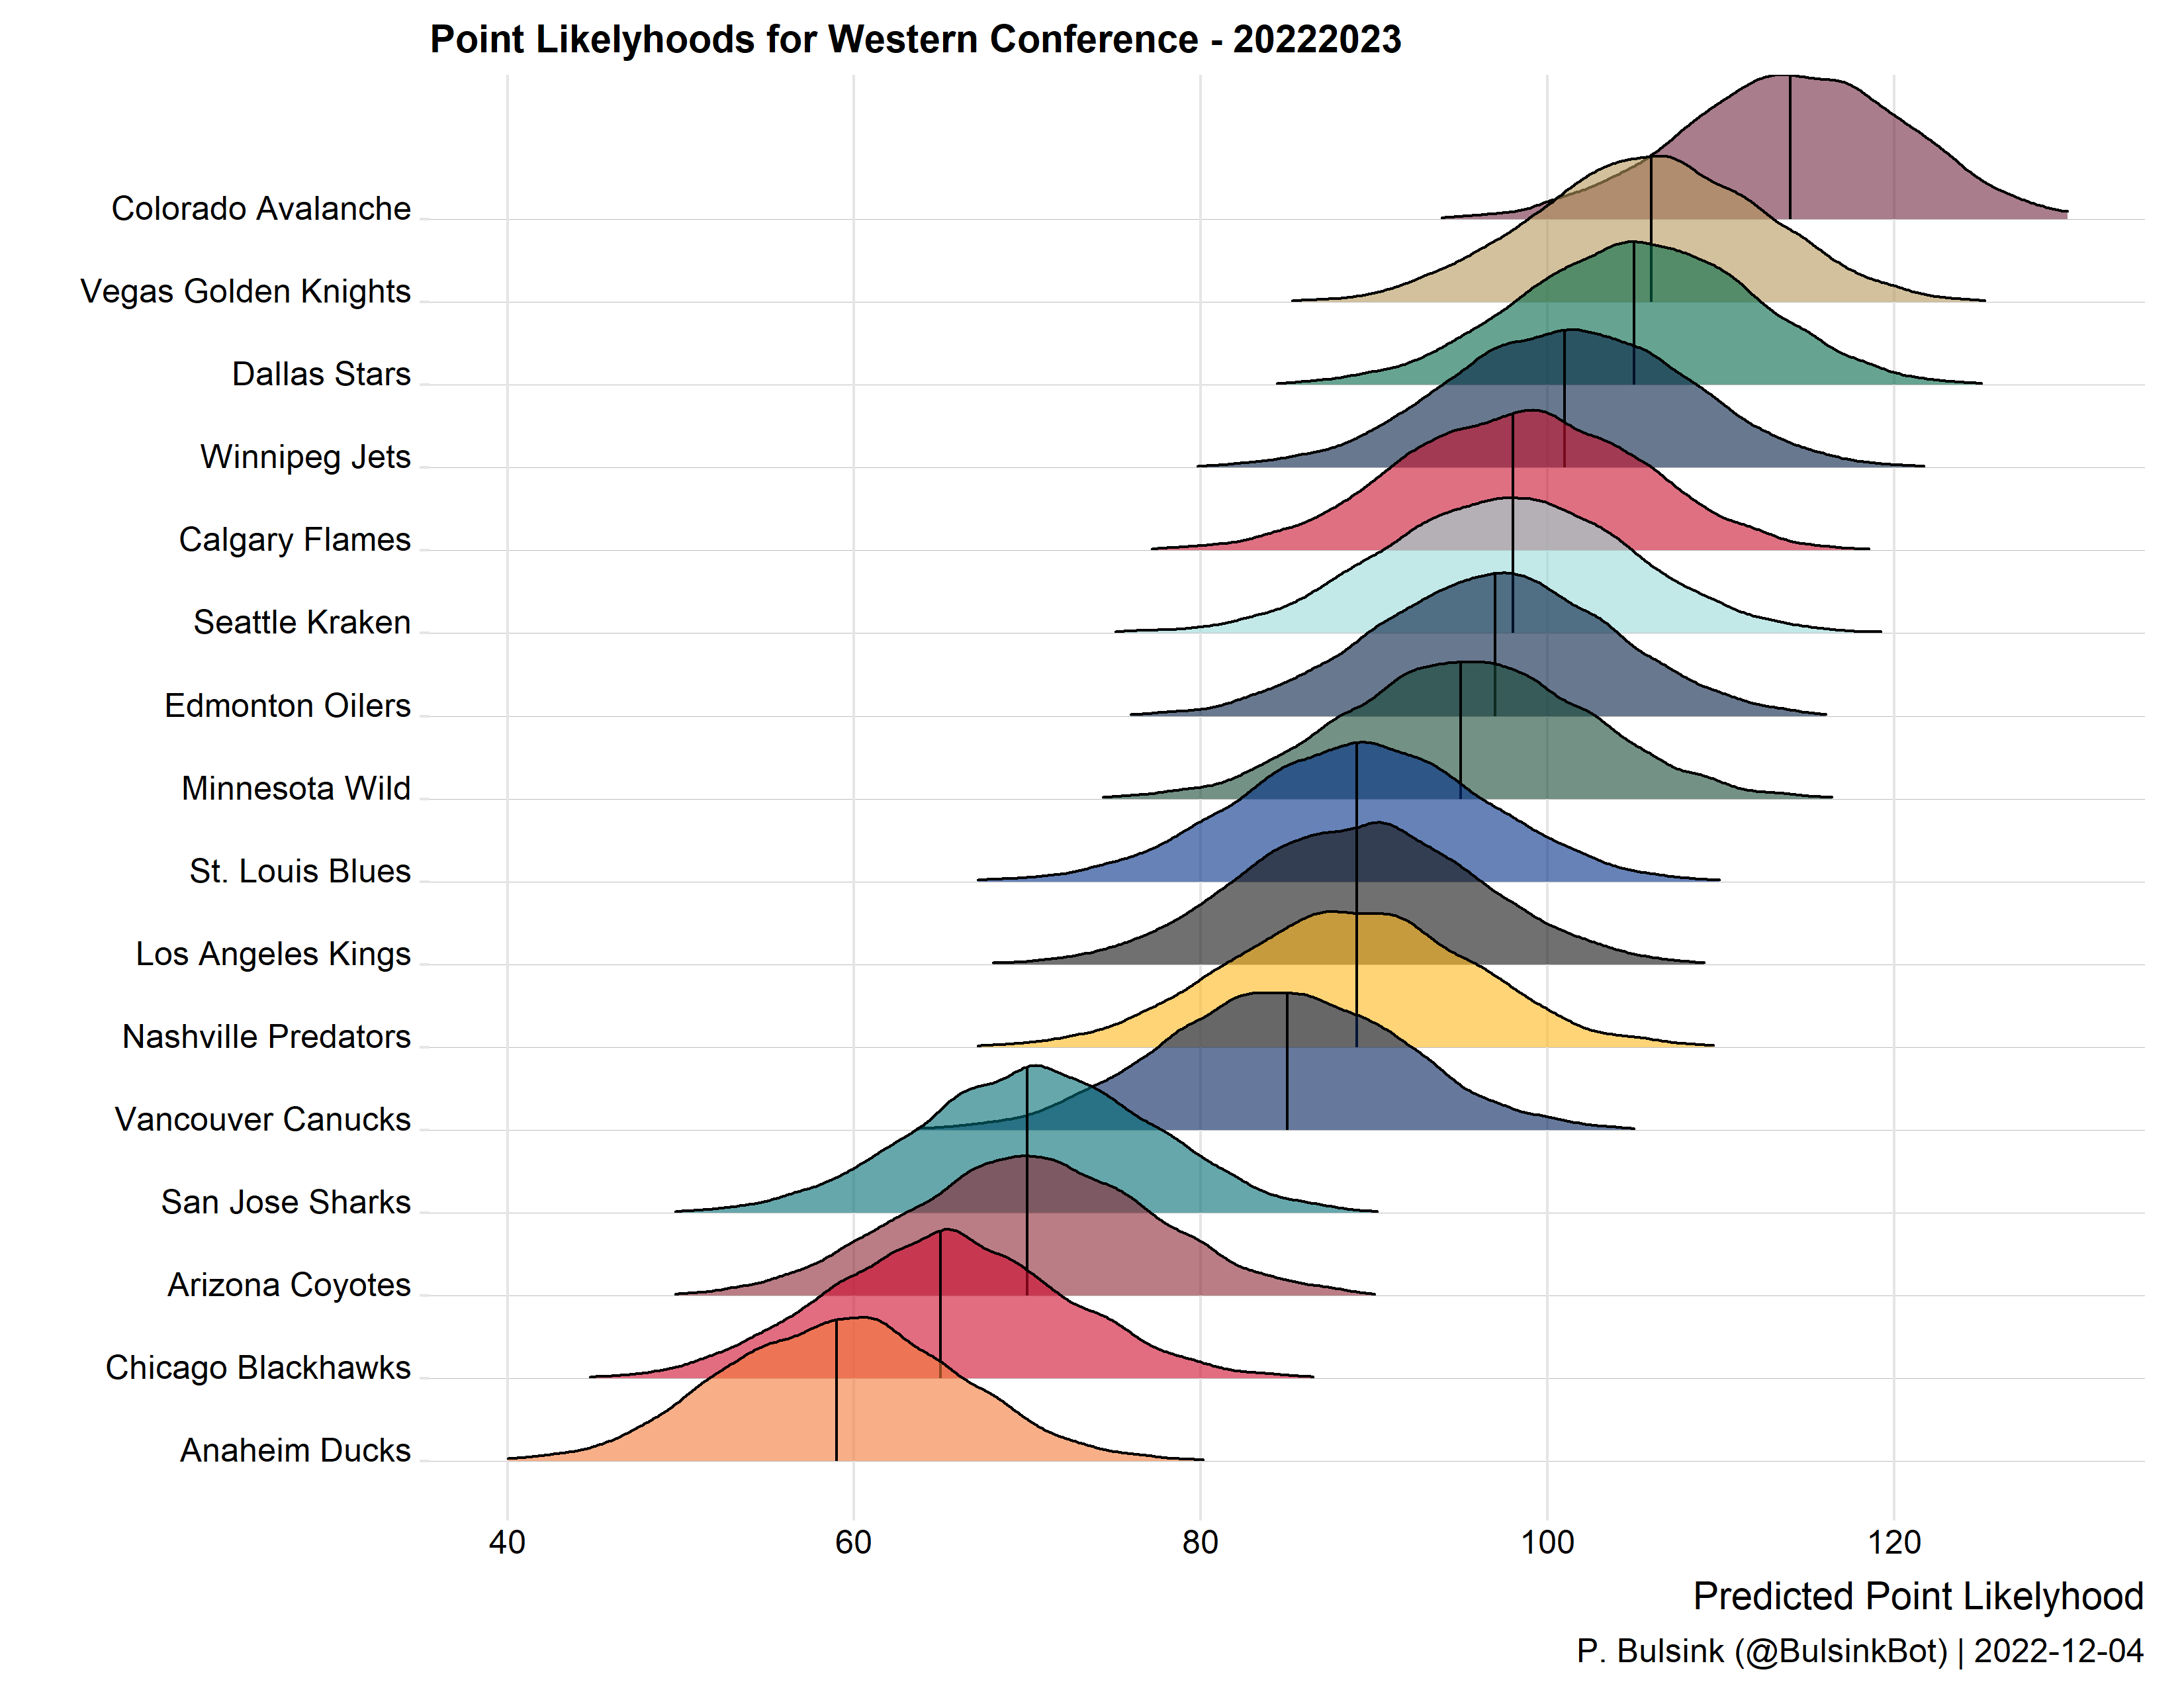 Point Likelyhoods for Western Conference - 20222023
Colorado Avalanche
Vegas Golden Knights
Dallas Stars
Winnipeg Jets
Calgary Flames
Seattle Kraken
Edmonton Oilers
Minnesota Wild
St. Louis Blues
Los Angeles Kings
Nashville Predators
Vancouver Canucks
San Jose Sharks
Arizona Coyotes
Chicago Blackhawks
Anaheim Ducks
40 60 80 100 120
Predicted Point Likelyhood
P. Bulsink (@BulsinkBot) | 2022-12-04